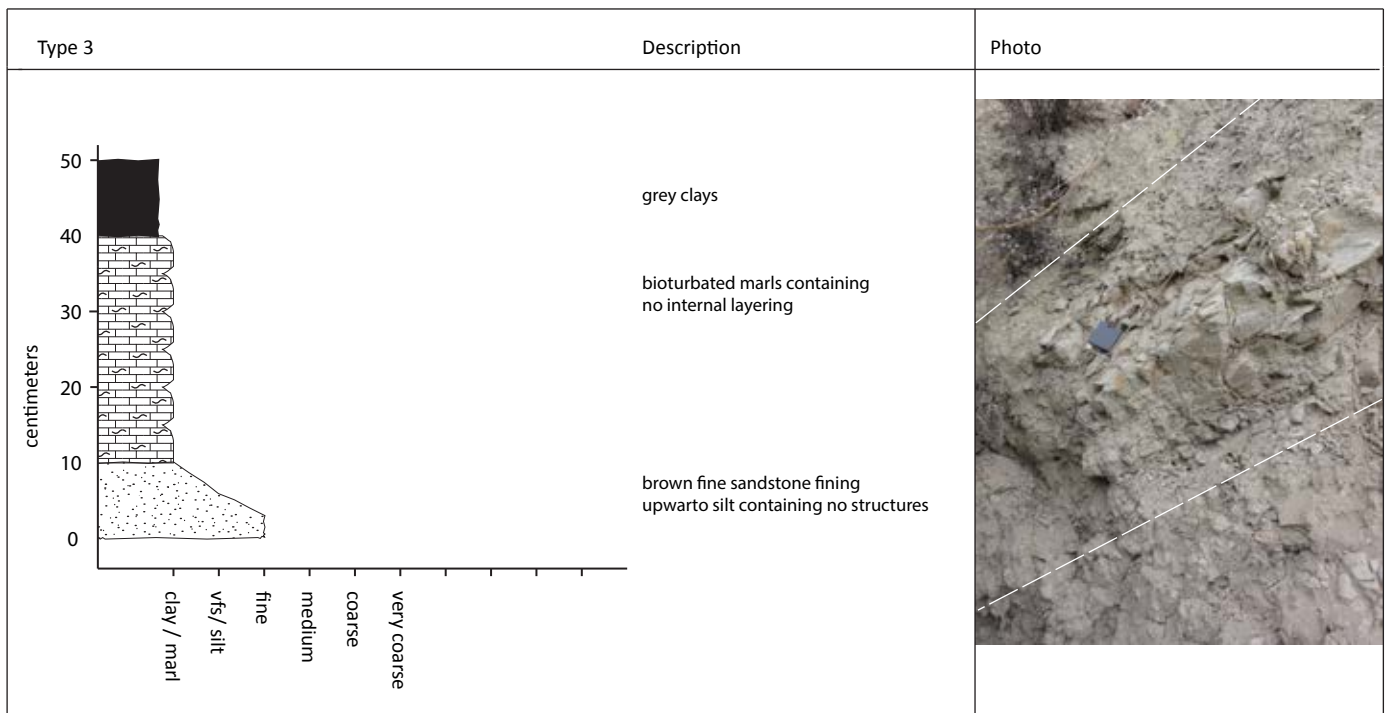 Type 3
Description
Photo
50
40
30
20
10
0
centimeters
grey clays
bioturbated marls containing
no internal layering
brown fine sandstone fining
upwarto silt containing no structures
clay / marl
vfs/ silt
fine
medium
coarse
very coarse